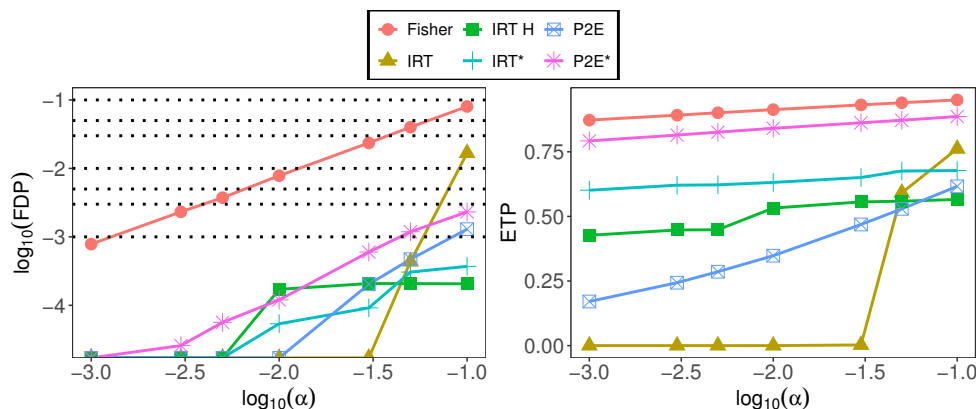 Fisher IRT H P2E
IRT IRT* P2E*
−1
−2
−3
−4
log10(FDP)
−3.0 −2.5 −2.0 −1.5 −1.0
log10(α)
0.75
0.50
0.25
0.00
ETP
−3.0 −2.5 −2.0 −1.5 −1.0
log10(α)